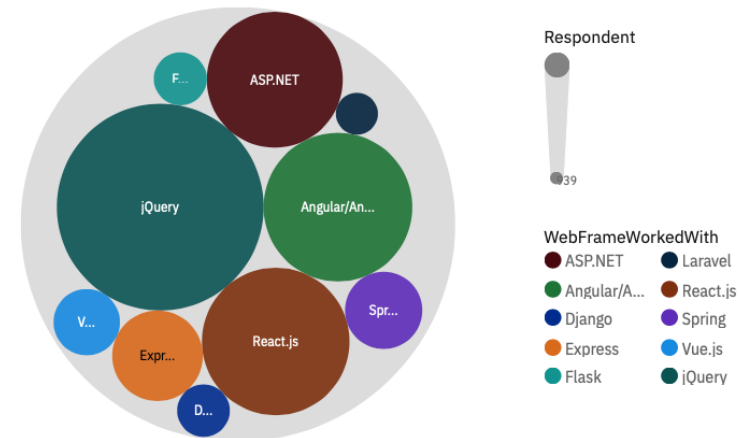 F...
ASP.NET
jQuery
Angular/An...
V...
Expr...
React.js
Spr...
D...
Respondent
939
WebFrameWorkedWith
ASP.NET
Laravel
Angular/A...
React.js
Django
Spring
Express
Vue.js
Flask
jQuery